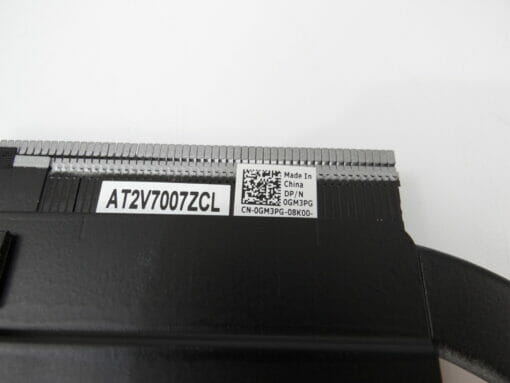 AT2V7007ZCL
Made In
China
DP/N
0GM3PG
CN-0GM3PG-08K00-